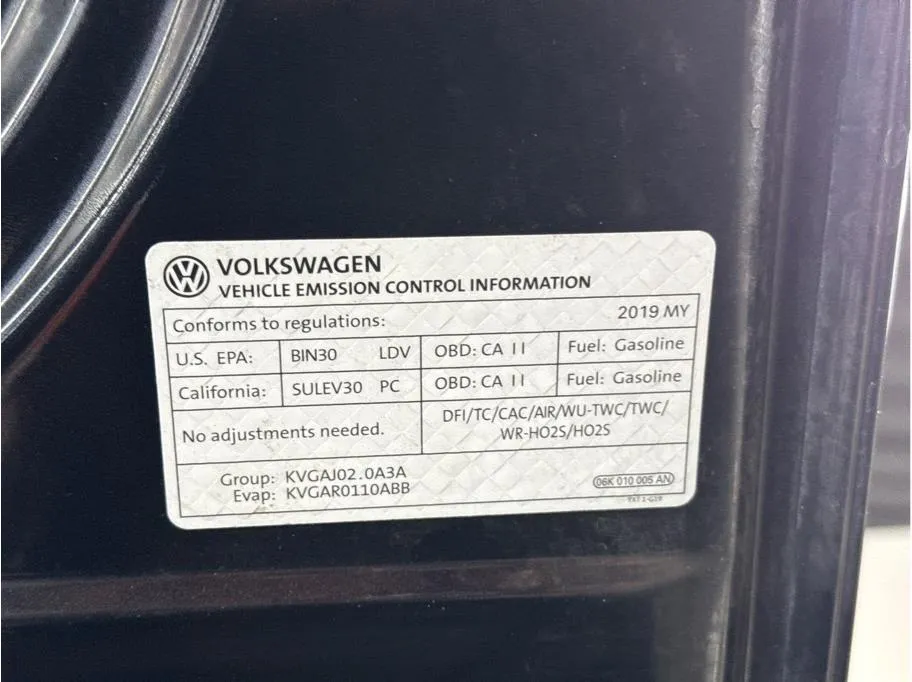 VOLKSWAGEN
VEHICLE EMISSION CONTROL INFORMATION
Conforms to regulations: 2019 MY
U.S. EPA: BIN30 LDV OBD: CA II Fuel: Gasoline
California: SULEV30 PC OBD: CA II Fuel: Gasoline
No adjustments needed.
DFI/TC/CAC/AIR/WU-TWC/TWC/
WR-HO2S/HO2S
Group: KVGAJ02.0A3A
Evap: KVGAR0110ABB
06K 010 005 AN